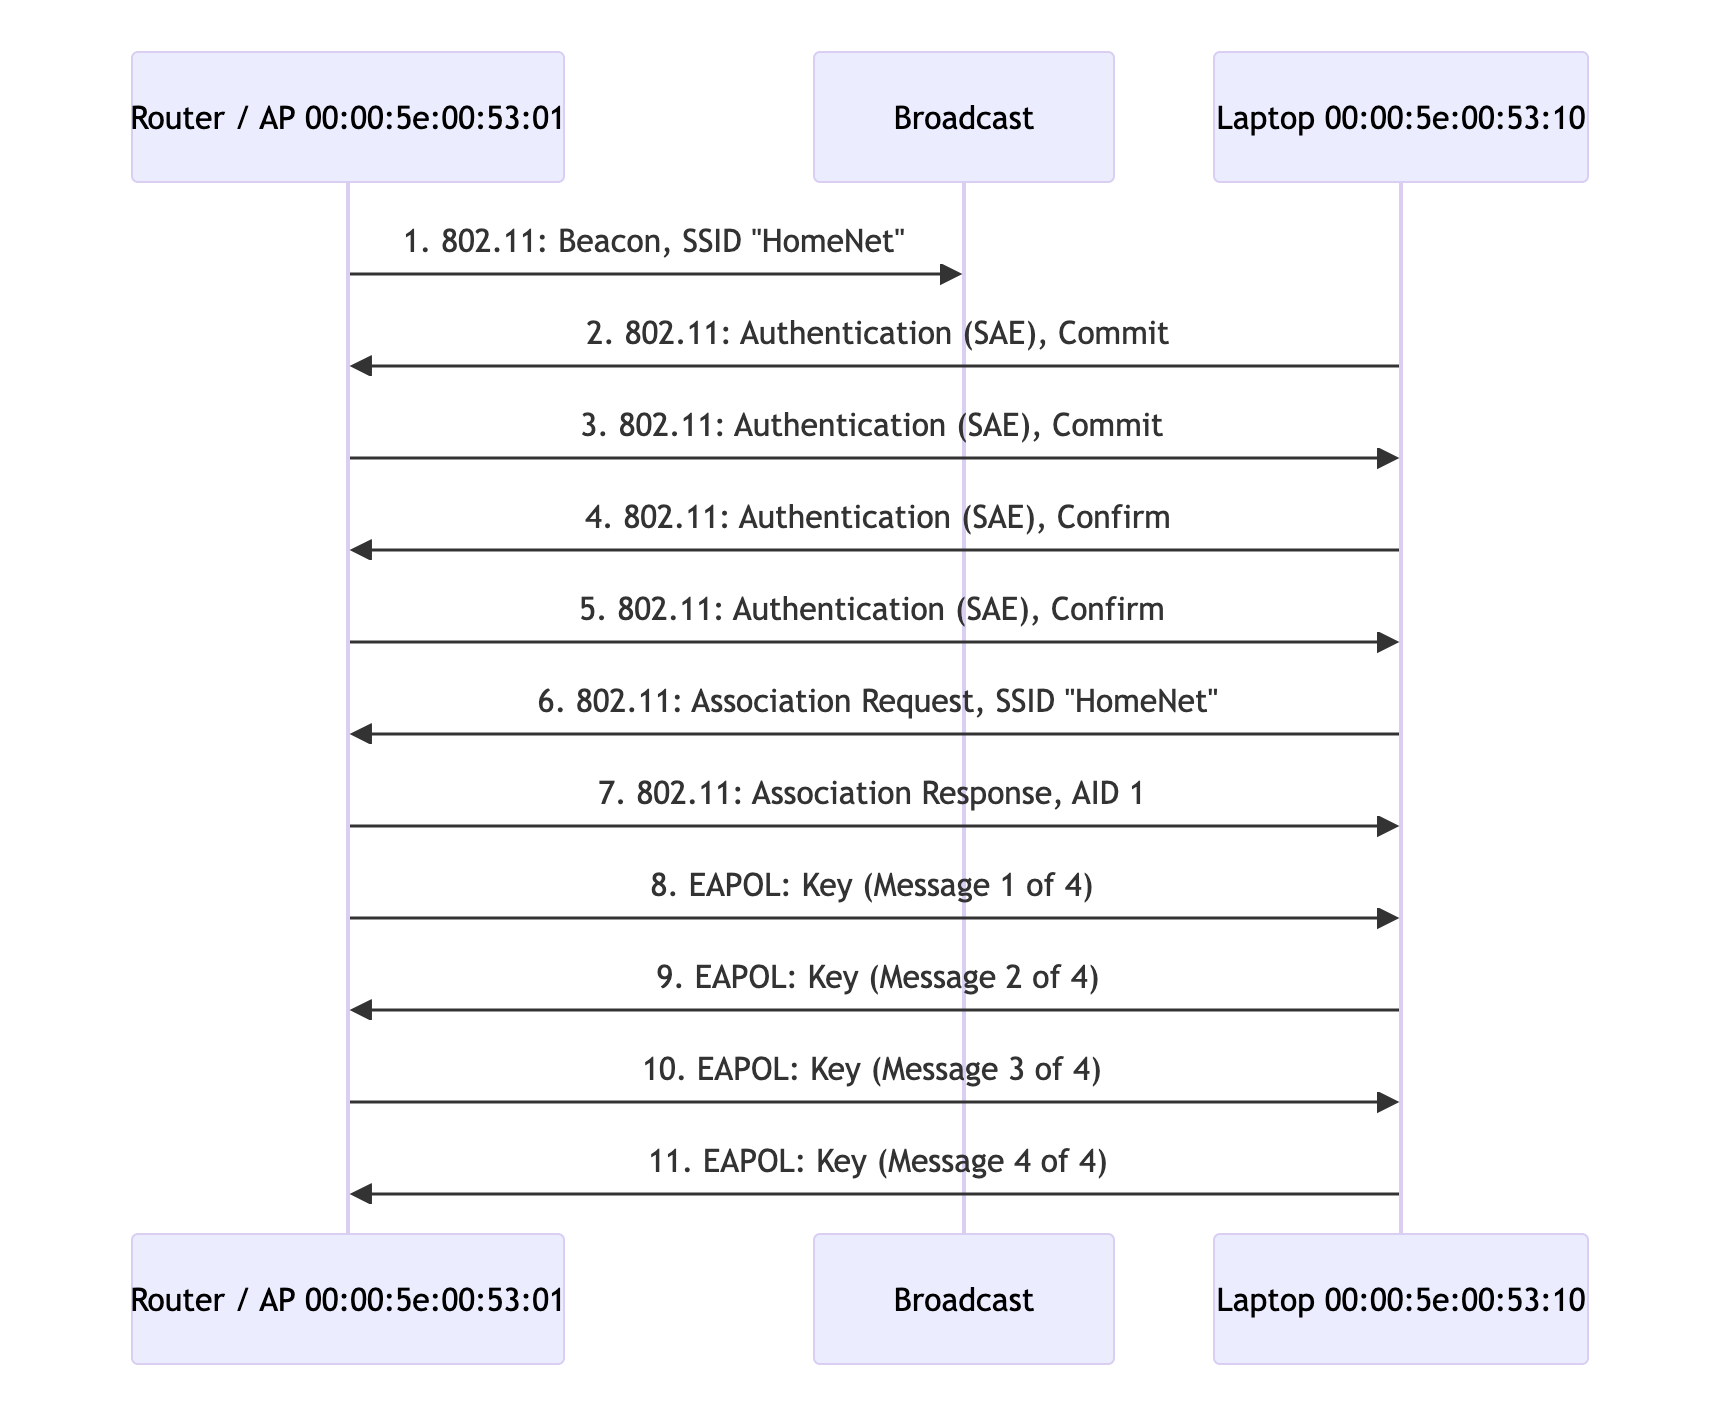 Router / AP 00:00:5e:00:53:01
Broadcast
Laptop 00:00:5e:00:53:10
1. 802.11: Beacon, SSID "HomeNet"
2. 802.11: Authentication (SAE), Commit
3. 802.11: Authentication (SAE), Commit
4. 802.11: Authentication (SAE), Confirm
5. 802.11: Authentication (SAE), Confirm
6. 802.11: Association Request, SSID "HomeNet"
7. 802.11: Association Response, AID 1
8. EAPOL: Key (Message 1 of 4)
9. EAPOL: Key (Message 2 of 4)
10. EAPOL: Key (Message 3 of 4)
11. EAPOL: Key (Message 4 of 4)
Router / AP 00:00:5e:00:53:01
Broadcast
Laptop 00:00:5e:00:53:10